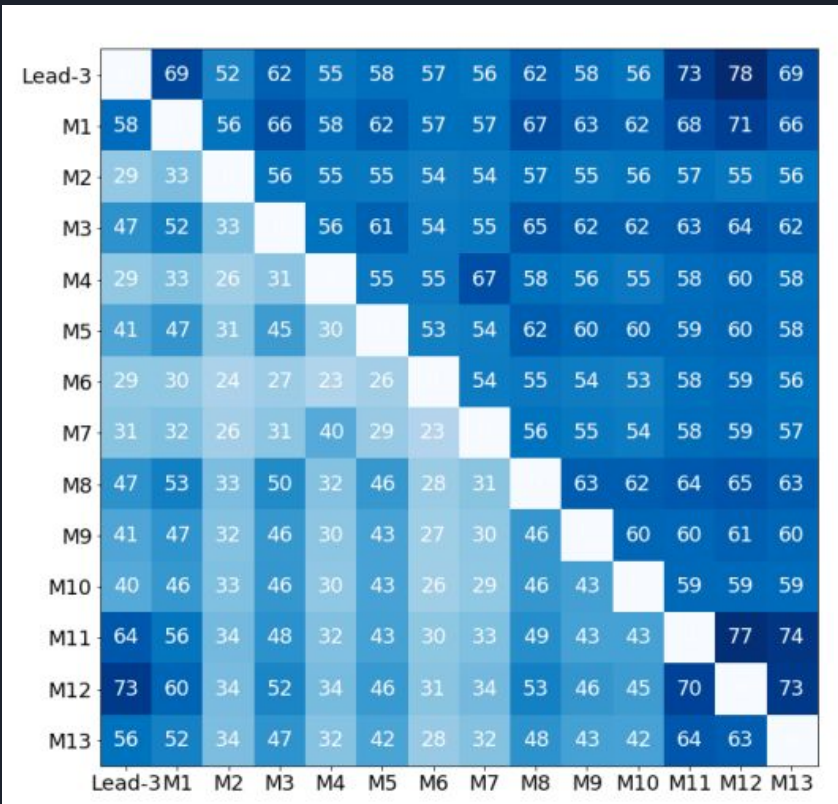 Lead-3 69 52 62 55 58 57 56 62 58 56 73 78 69
M1 58 56 66 58 62 57 57 67 63 62 68 71 66
M2 29 33 56 55 55 54 54 57 55 56 57 55 56
M3 47 52 33 56 61 54 55 65 62 62 63 64 62
M4 29 33 26 31 55 55 67 58 56 55 58 60 58
M5 41 47 31 45 30 53 54 62 60 60 59 60 58
M6 29 30 24 27 23 26 54 55 54 53 58 59 56
M7 31 32 26 31 40 29 23 56 55 54 58 59 57
M8 47 53 33 50 32 46 28 31 63 62 64 65 63
M9 41 47 32 46 30 43 27 30 46 60 60 61 60
M10 40 46 33 46 30 43 26 29 46 43 59 59 59
M11 64 56 34 48 32 43 30 33 49 43 43 77 74
M12 73 60 34 52 34 46 31 34 53 46 45 70 73
M13 56 52 34 47 32 42 28 32 48 43 42 64 63
Lead-3 M1 M2 M3 M4 M5 M6 M7 M8 M9 M10 M11 M12 M13